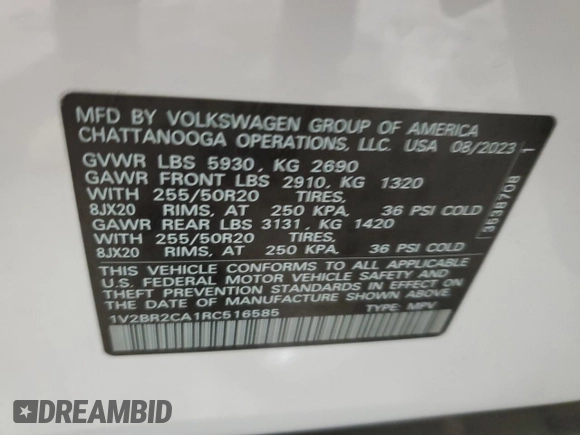 MFD BY VOLKSWAGEN GROUP OF AMERICA
CHATTANOOGA OPERATIONS, LLC. USA 08/2023
GVWR LBS 5930, KG 2690
GAWR FRONT LBS 2910, KG 1320
WITH 255/50R20 TIRES,
8JX20 RIMS, AT 250 KPA, 36 PSI COLD
GAWR REAR LBS 3131, KG 1420
WITH 255/50R20 TIRES,
8JX20 RIMS, AT 250 KPA, 36 PSI COLD
THIS VEHICLE CONFORMS TO ALL APPLICABLE
U.S. FEDERAL MOTOR VEHICLE SAFETY AND
THEFT PREVENTION STANDARDS IN EFFECT ON
THE DATE OF MANUFACTURE SHOWN ABOVE.
1V2BR2CA1RC516585 TYPE: MPV
DREAMBID